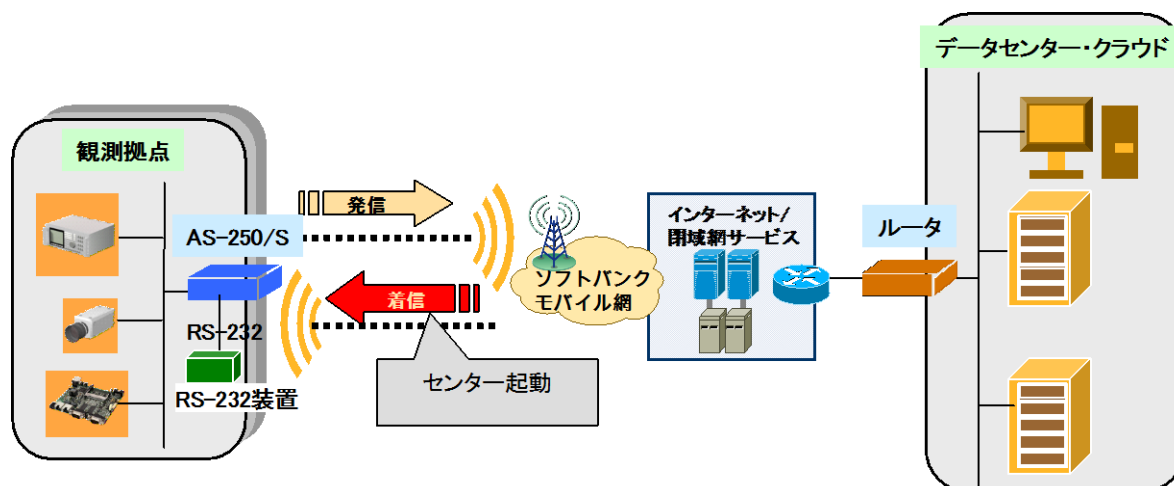 データセンター・クラウド
観測拠点
発信
AS-250/S
インターネット/
閉域網サービス
ルータ
ソフトバンク
モバイル網
着信
RS-232
センター起動
RS-232装置